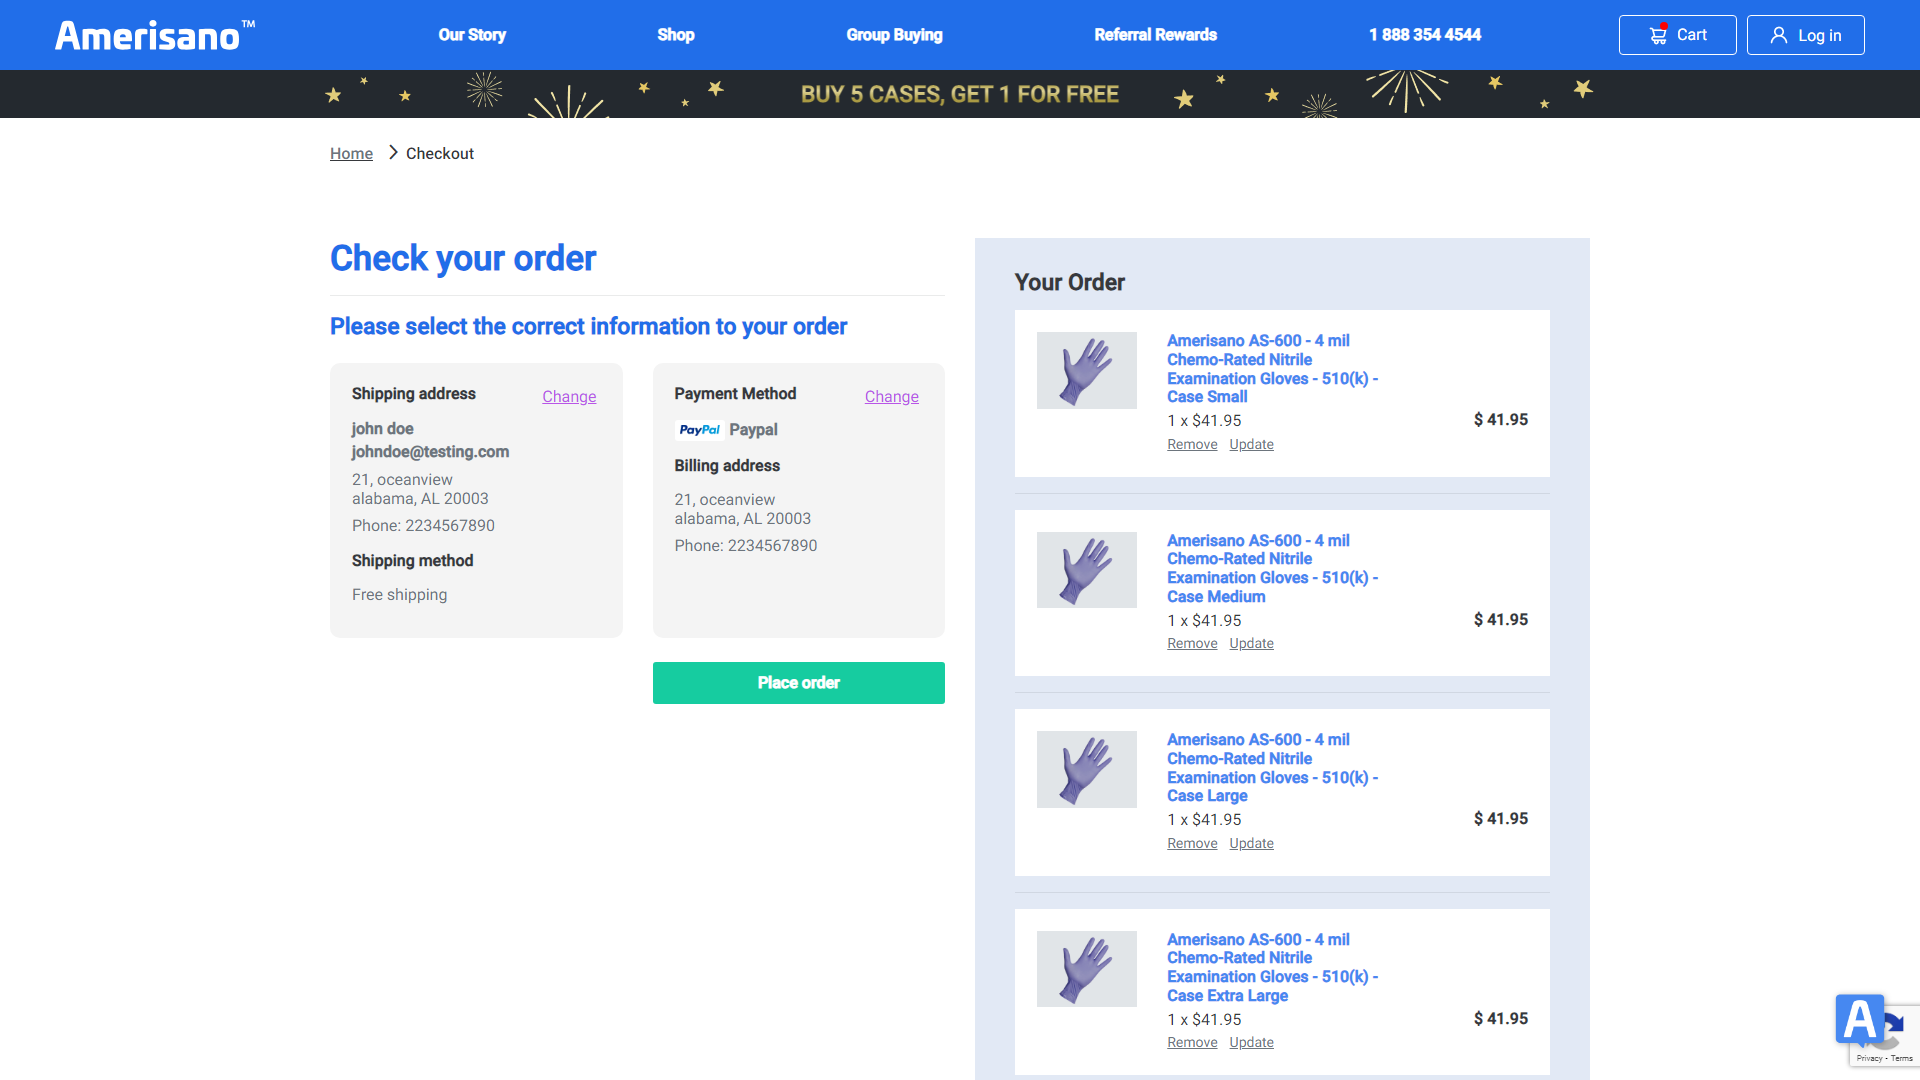 Amerisano™
Our Story
Shop
Group Buying
Referral Rewards
1 888 354 4544
Cart
Log in
BUY 5 CASES, GET 1 FOR FREE
Home
Checkout
Check your order
Please select the correct information to your order
Shipping address
Change
john doe
johndoe@testing.com
21, oceanview
alabama, AL 20003
Phone: 2234567890
Shipping method
Free shipping
Payment Method
Change
PayPal Paypal
Billing address
21, oceanview
alabama, AL 20003
Phone: 2234567890
Place order
Your Order
Amerisano AS-600 - 4 mil
Chemo-Rated Nitrile
Examination Gloves - 510(k) -
Case Small
1 x $41.95
$ 41.95
Remove Update
Amerisano AS-600 - 4 mil
Chemo-Rated Nitrile
Examination Gloves - 510(k) -
Case Medium
1 x $41.95
$ 41.95
Remove Update
Amerisano AS-600 - 4 mil
Chemo-Rated Nitrile
Examination Gloves - 510(k) -
Case Large
1 x $41.95
$ 41.95
Remove Update
Amerisano AS-600 - 4 mil
Chemo-Rated Nitrile
Examination Gloves - 510(k) -
Case Extra Large
1 x $41.95
$ 41.95
Remove Update
A
Privacy - Terms